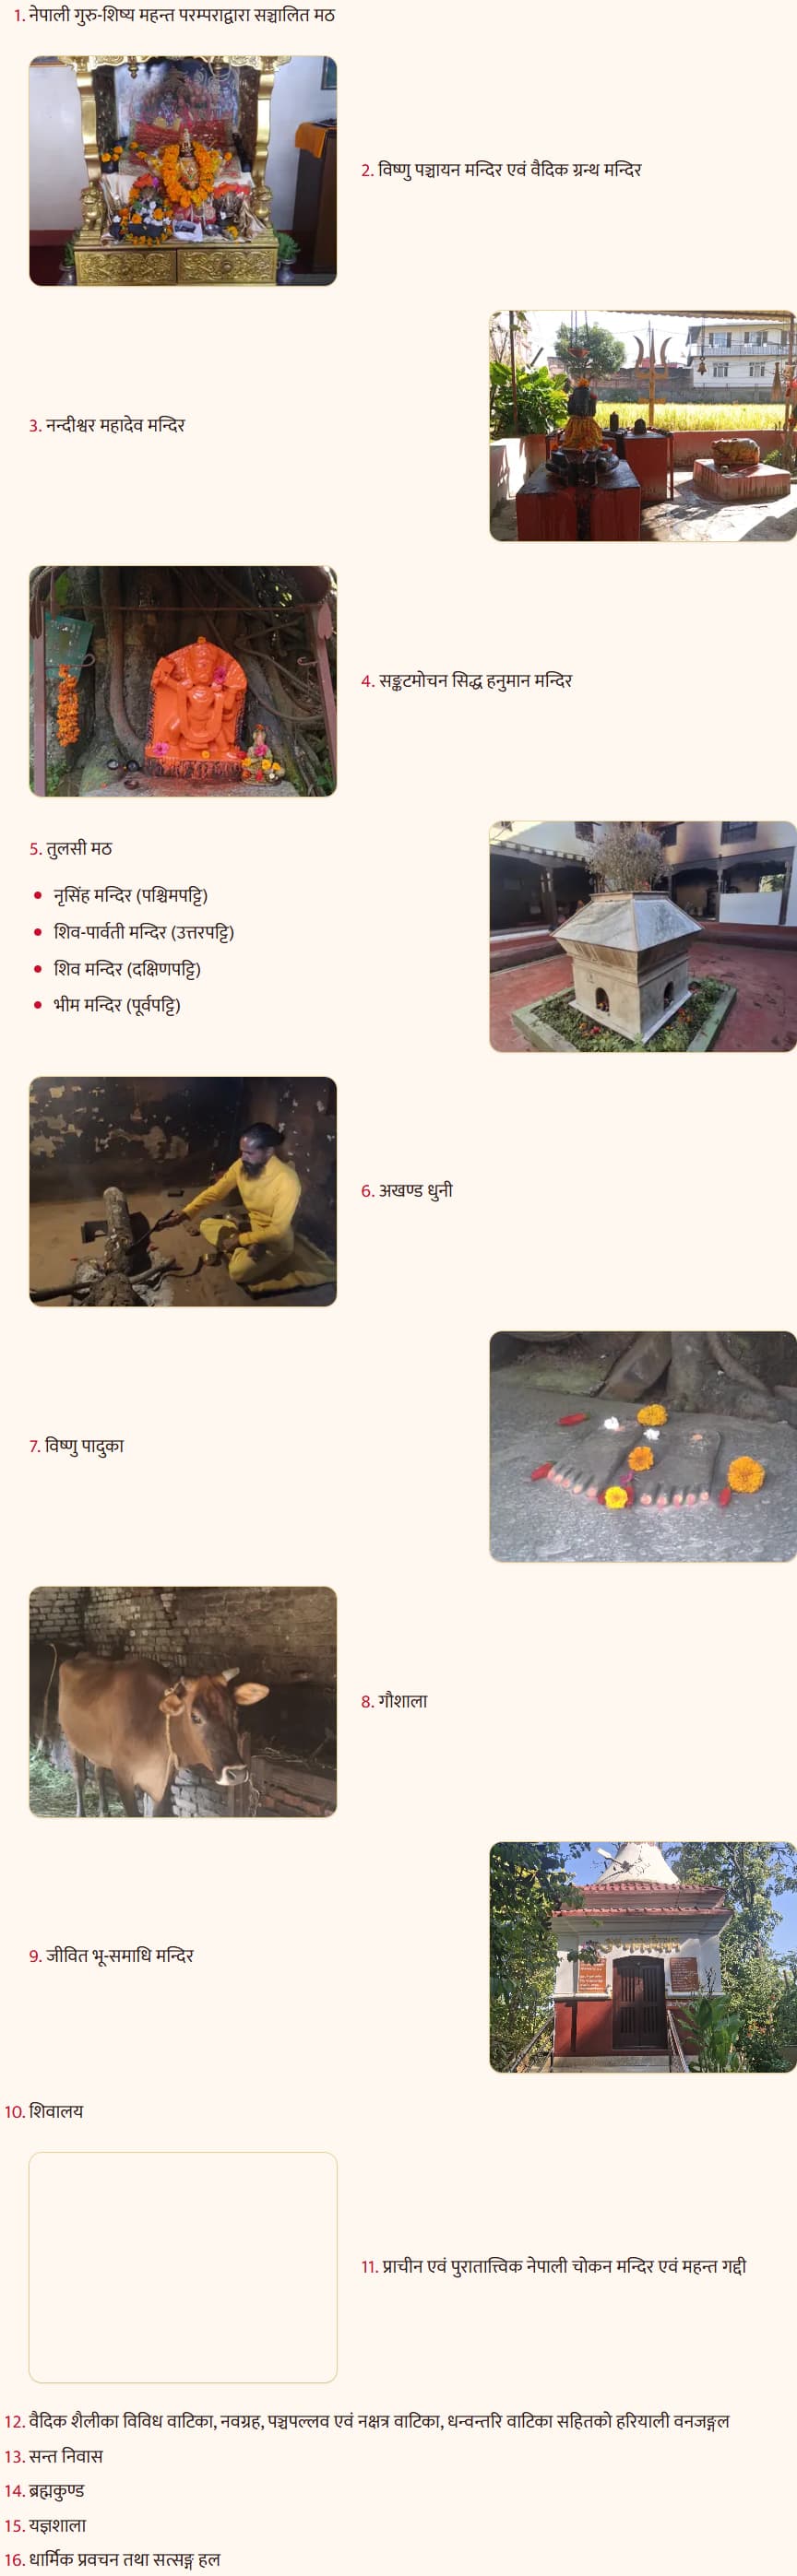 1. नेपाली गुरु-शिष्य महन्त परम्पराद्वारा सञ्चालित मठ
2. विष्णु पञ्चायन मन्दिर एवं वैदिक ग्रन्थ मन्दिर
3. नन्दीश्वर महादेव मन्दिर
4. सङ्कटमोचन सिद्ध हनुमान मन्दिर
5. तुलसी मठ
• नृसिंह मन्दिर (पश्चिमपट्टि)
• शिव-पार्वती मन्दिर (उत्तरपट्टि)
• शिव मन्दिर (दक्षिणपट्टि)
• भीम मन्दिर (पूर्वपट्टि)
6. अखण्ड धुनी
7. विष्णु पादुका
8. गौशाला
9. जीवित भू-समाधि मन्दिर
10. शिवालय
11. प्राचीन एवं पुरातात्त्विक नेपाली चोकन मन्दिर एवं महन्त गद्दी
12. वैदिक शैलीका विविध वाटिका, नवग्रह, पञ्चपल्लव एवं नक्षत्र वाटिका, धन्वन्तरि वाटिका सहितको हरियाली वनजङ्गल
13. सन्त निवास
14. ब्रह्मकुण्ड
15. यज्ञशाला
16. धार्मिक प्रवचन तथा सत्सङ्ग हल